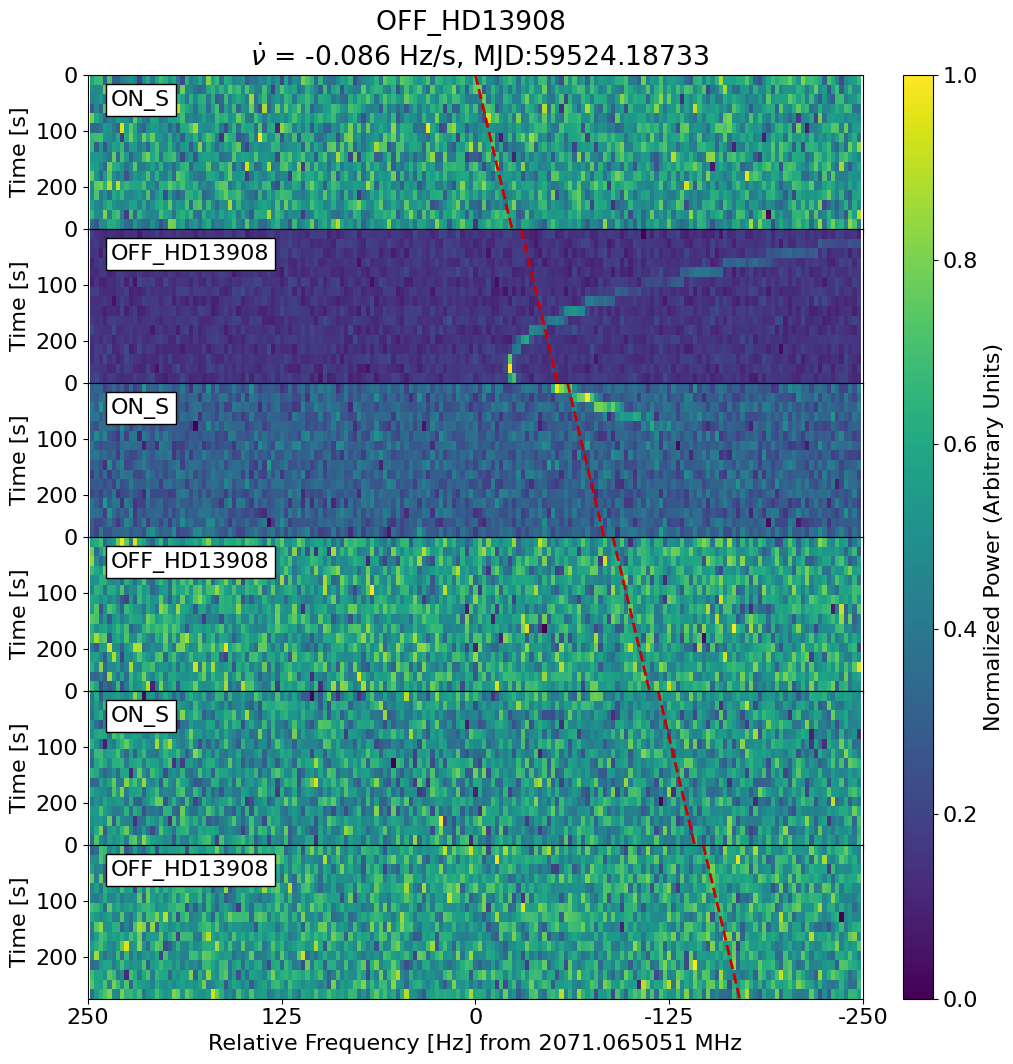 OFF_HD13908
ν̇ = -0.086 Hz/s, MJD:59524.18733
0
100
200
Time [s]
ON_S
0
100
200
Time [s]
OFF_HD13908
0
100
200
Time [s]
ON_S
0
100
200
Time [s]
OFF_HD13908
0
100
200
Time [s]
ON_S
0
100
200
Time [s]
OFF_HD13908
250 125 0 -125 -250
Relative Frequency [Hz] from 2071.065051 MHz
1.0
0.8
0.6
0.4
0.2
0.0
Normalized Power (Arbitrary Units)